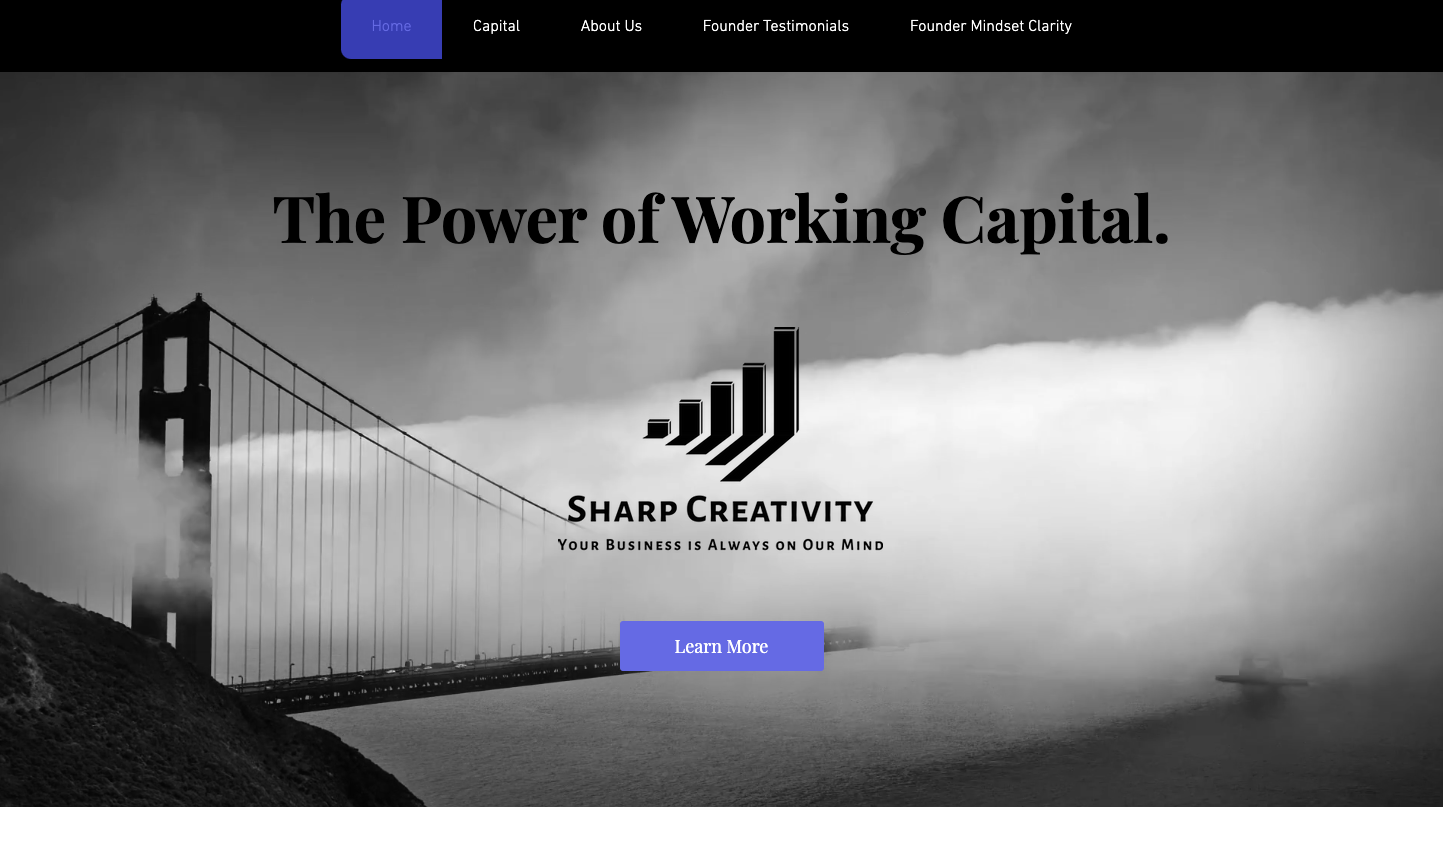 Home
Capital
About Us
Founder Testimonials
Founder Mindset Clarity
The Power of Working Capital.
Sharp Creativity
Your Business is Always on Our Mind
Learn More